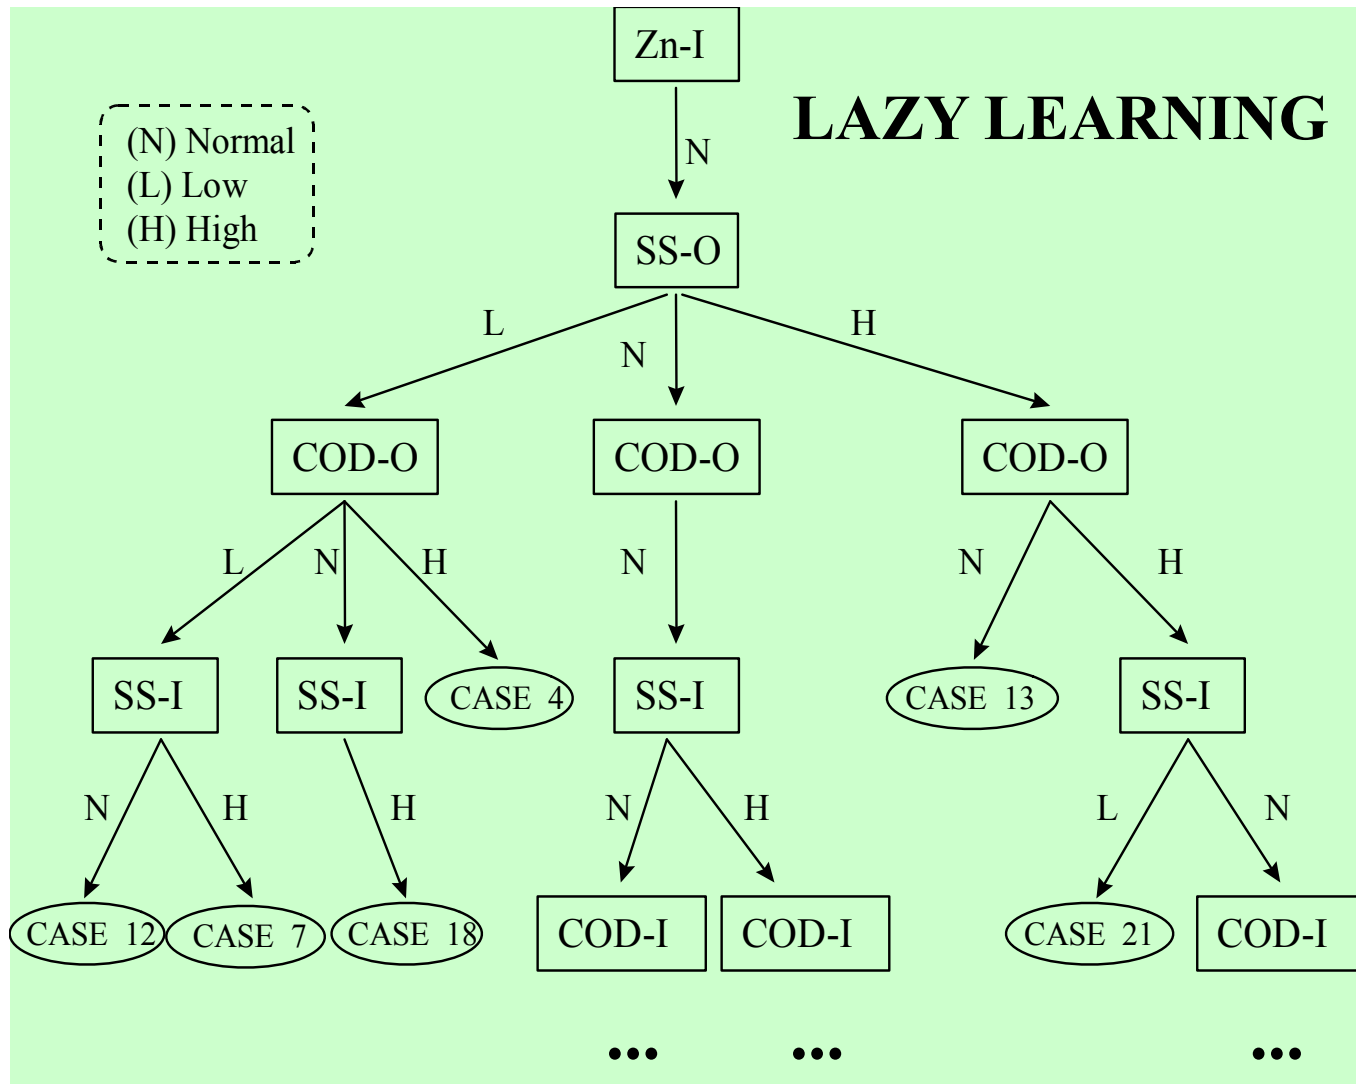 Zn-I
LAZY LEARNING
(N) Normal
(L) Low
(H) High
N
SS-O
L
N
H
COD-O
COD-O
COD-O
L
N
H
N
N
H
SS-I
SS-I
CASE 4
SS-I
CASE 13
SS-I
N
H
H
N
H
L
N
CASE 12
CASE 7
CASE 18
COD-I
COD-I
CASE 21
COD-I
•••
•••
•••